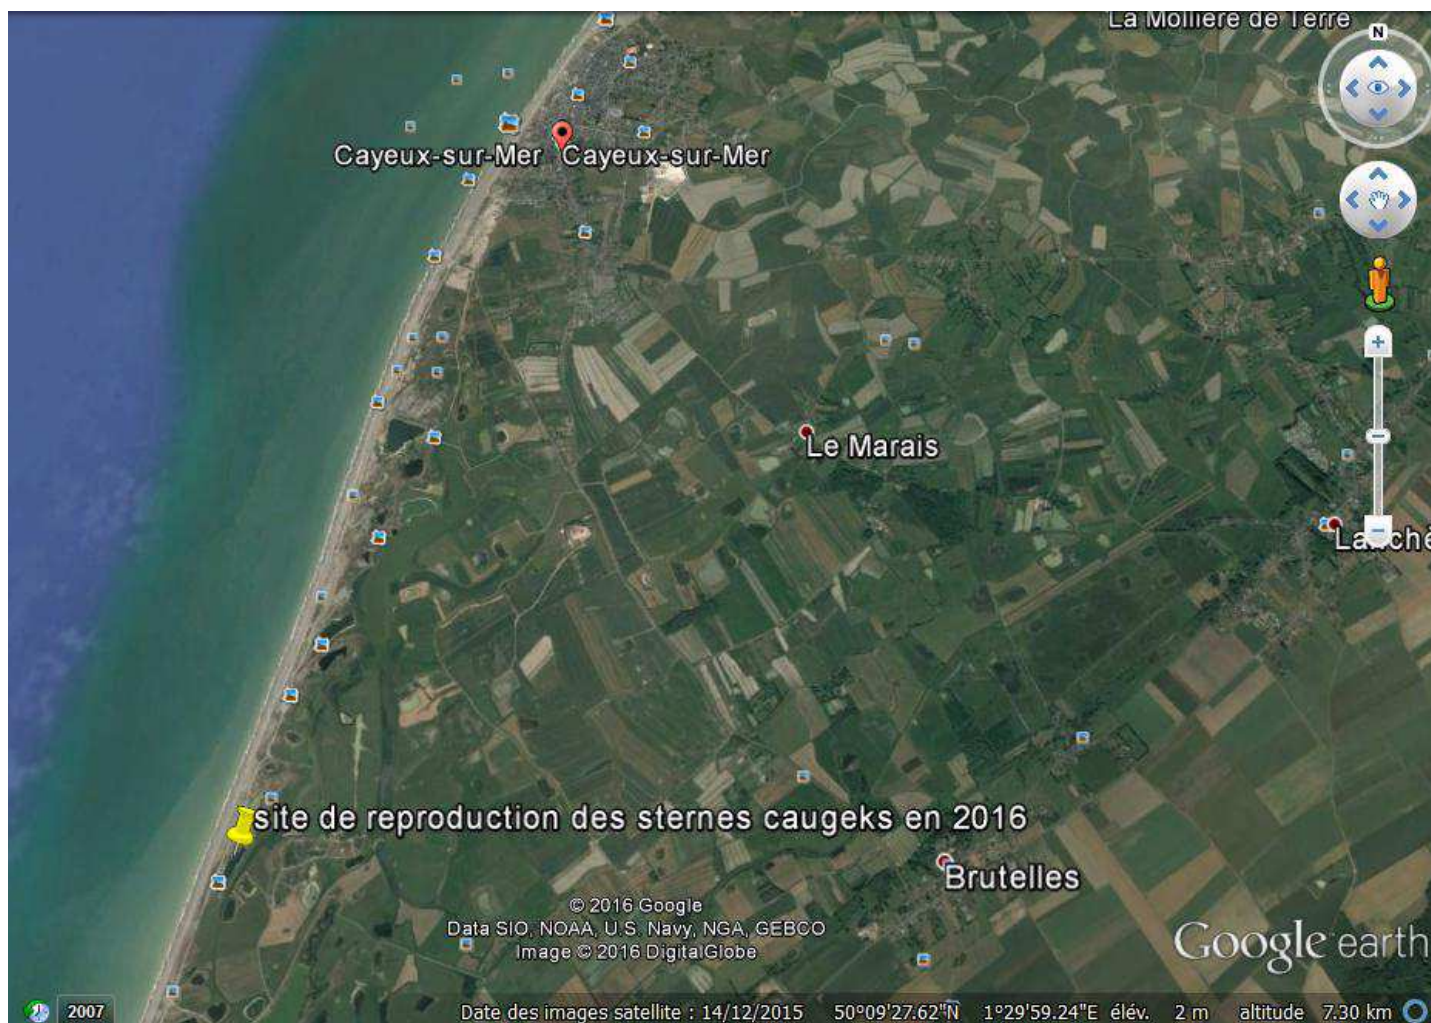 La Mollière de Terre
N
Cayeux-sur-Mer Cayeux-sur-Mer
Le Marais
site de reproduction des sternes caugeks en 2016
Brutelles
© 2016 Google
Data SIO, NOAA, U.S. Navy, NGA, GEBCO
Image © 2016 DigitalGlobe
Google earth
2007
Date des images satellite : 14/12/2015 50°09'27.62"N 1°29'59.24"E élév. 2 m altitude 7.30 km